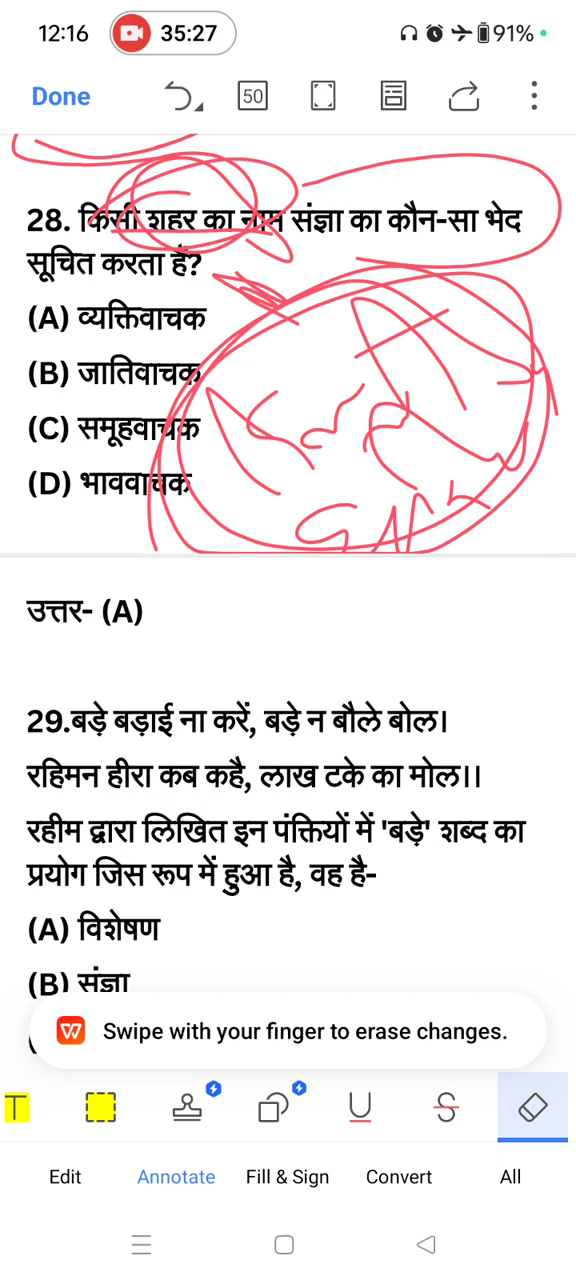 12:16 35:27 91%
Done 50
28. किसी शहर का नाम संज्ञा का कौन-सा भेद
सूचित करता है?
(A) व्यक्तिवाचक
(B) जातिवाचक
(C) समूहवाचक
(D) भाववाचक
उत्तर- (A)
29.बड़े बड़ाई ना करें, बड़े न बौले बोल।
रहिमन हीरा कब कहै, लाख टके का मोल।।
रहीम द्वारा लिखित इन पंक्तियों में 'बड़े' शब्द का
प्रयोग जिस रूप में हुआ है, वह है-
(A) विशेषण
(B) संज्ञा
Swipe with your finger to erase changes.
Edit Annotate Fill & Sign Convert All